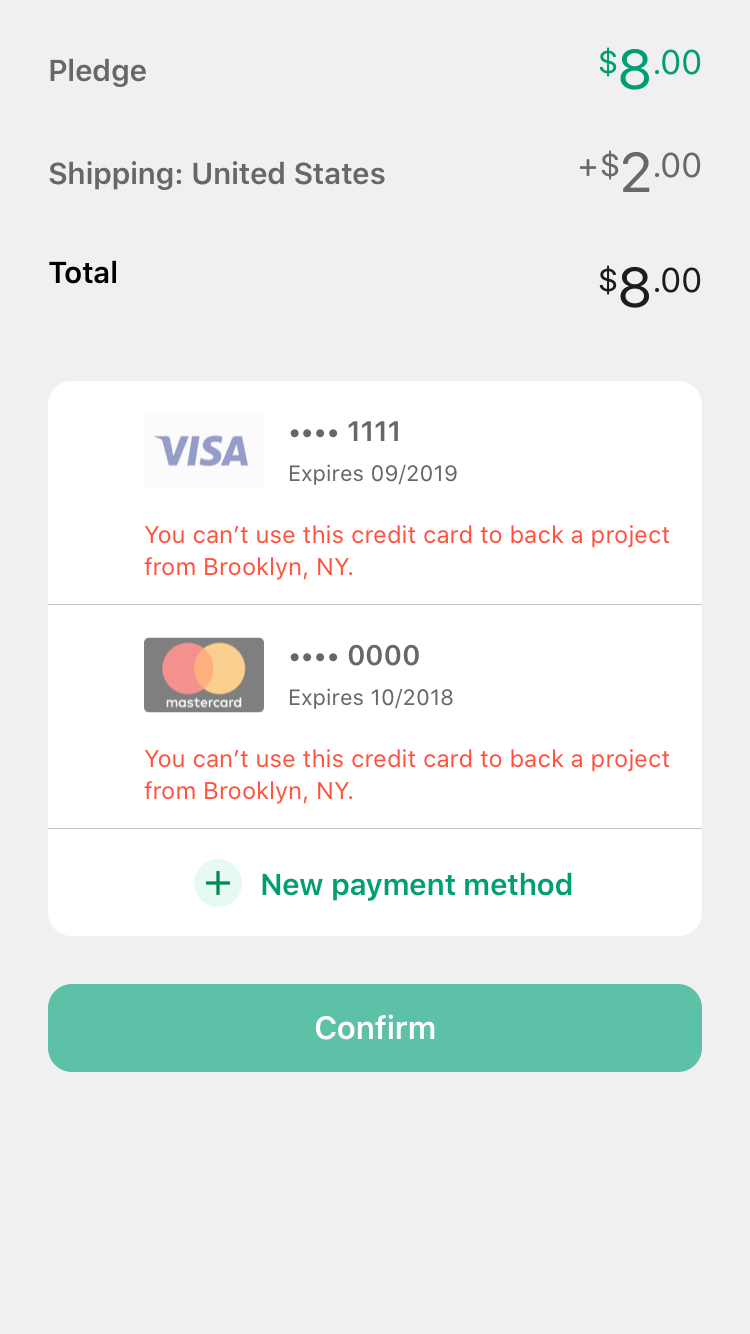 Pledge $8.00
Shipping: United States +$2.00
Total $8.00
VISA •••• 1111
Expires 09/2019
You can’t use this credit card to back a project
from Brooklyn, NY.
•••• 0000
mastercard Expires 10/2018
You can’t use this credit card to back a project
from Brooklyn, NY.
+ New payment method
Confirm